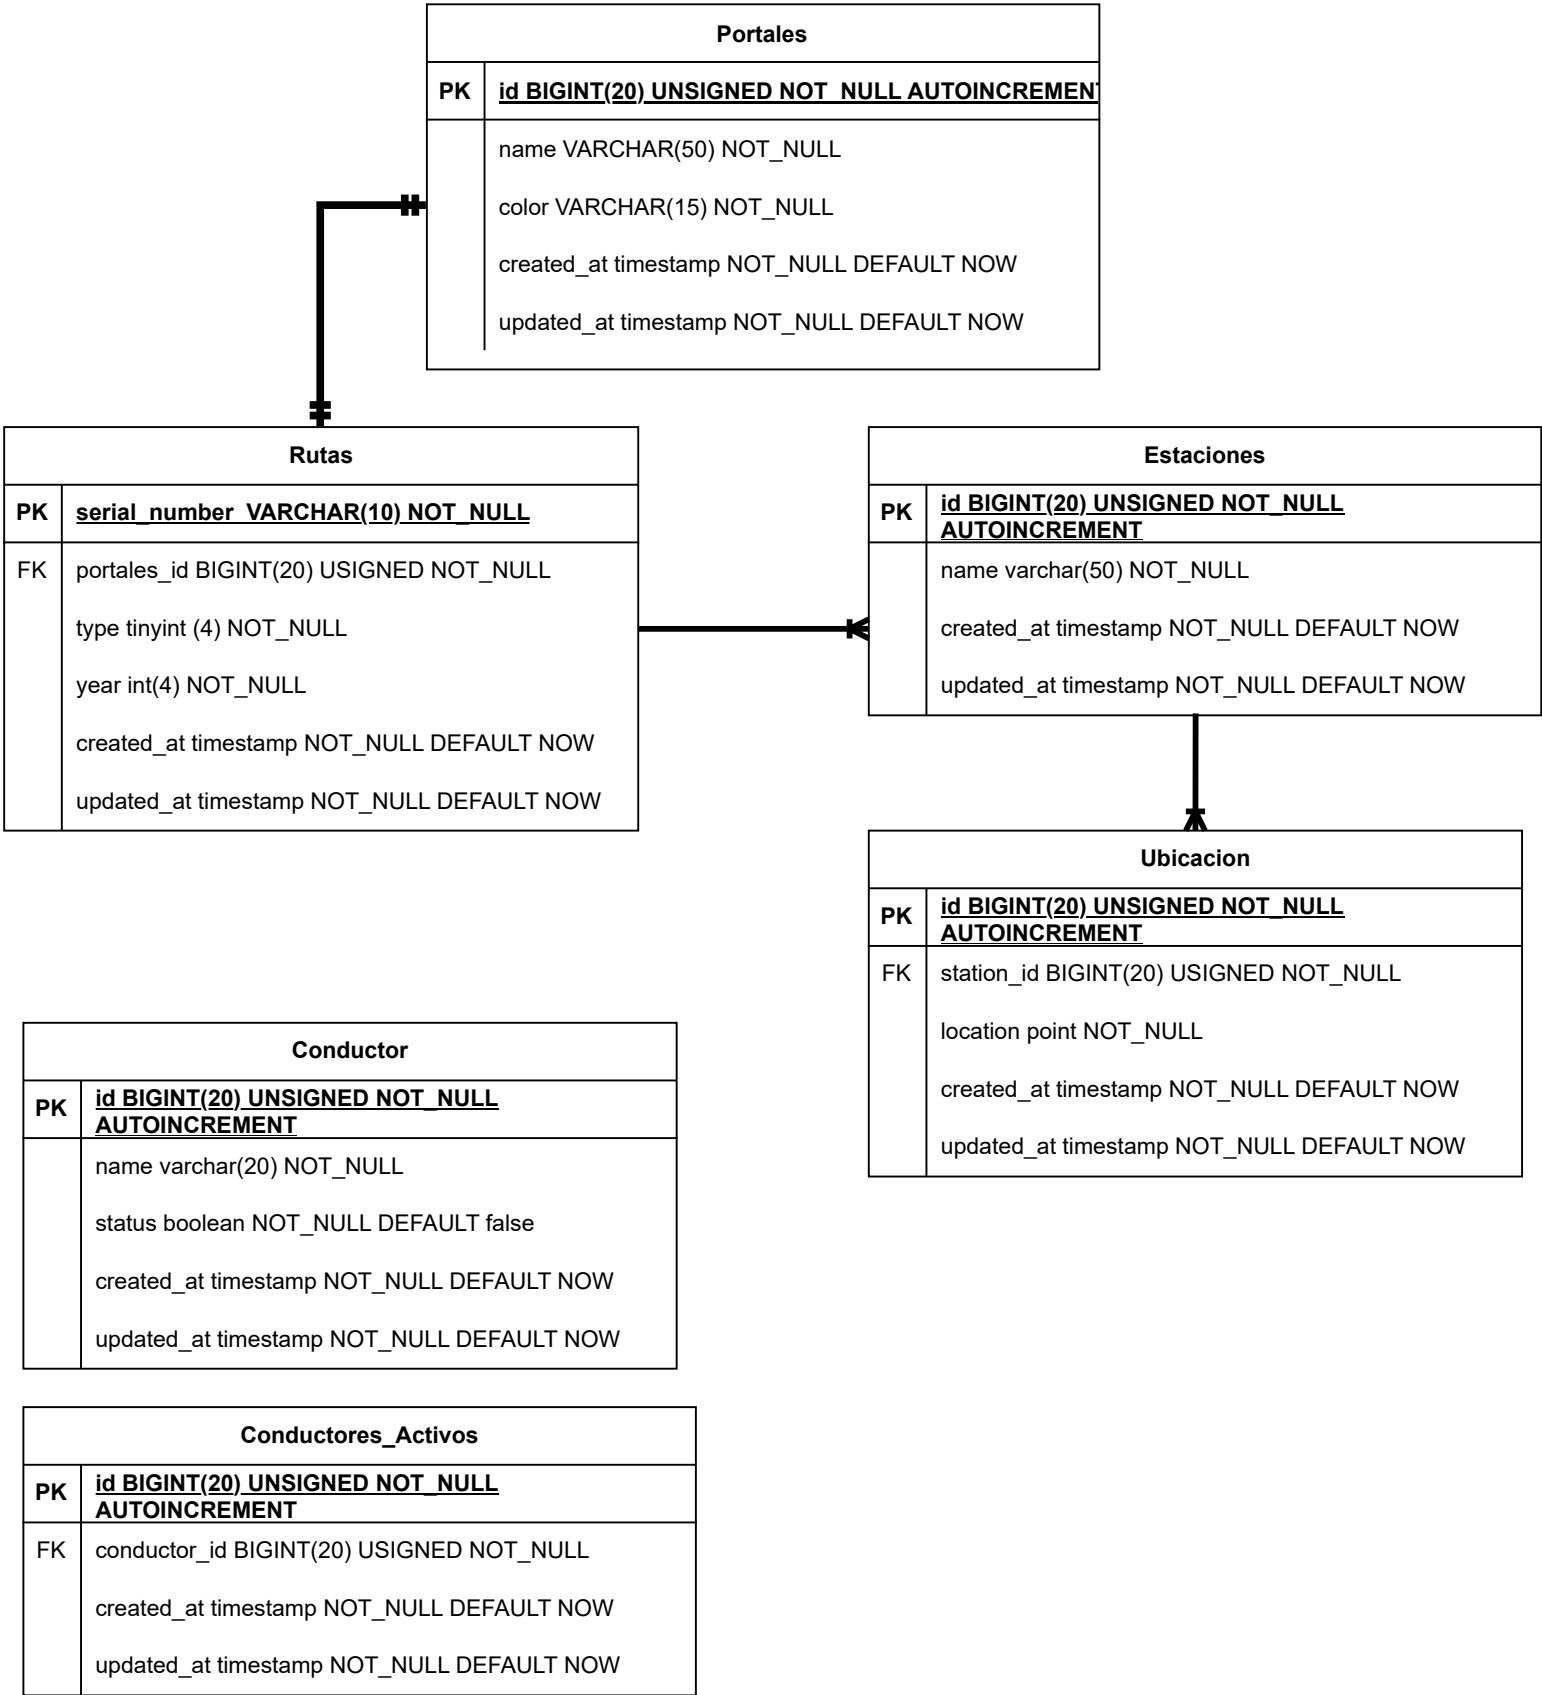 Portales
PK id BIGINT(20) UNSIGNED NOT_NULL AUTOINCREMENT
name VARCHAR(50) NOT_NULL
color VARCHAR(15) NOT_NULL
created_at timestamp NOT_NULL DEFAULT NOW
updated_at timestamp NOT_NULL DEFAULT NOW
Rutas
PK serial_number VARCHAR(10) NOT_NULL
FK portales_id BIGINT(20) USIGNED NOT_NULL
type tinyint (4) NOT_NULL
year int(4) NOT_NULL
created_at timestamp NOT_NULL DEFAULT NOW
updated_at timestamp NOT_NULL DEFAULT NOW
Estaciones
PK id BIGINT(20) UNSIGNED NOT_NULL
AUTOINCREMENT
name varchar(50) NOT_NULL
created_at timestamp NOT_NULL DEFAULT NOW
updated_at timestamp NOT_NULL DEFAULT NOW
Ubicacion
PK id BIGINT(20) UNSIGNED NOT_NULL
AUTOINCREMENT
FK station_id BIGINT(20) USIGNED NOT_NULL
location point NOT_NULL
created_at timestamp NOT_NULL DEFAULT NOW
updated_at timestamp NOT_NULL DEFAULT NOW
Conductor
PK id BIGINT(20) UNSIGNED NOT_NULL
AUTOINCREMENT
name varchar(20) NOT_NULL
status boolean NOT_NULL DEFAULT false
created_at timestamp NOT_NULL DEFAULT NOW
updated_at timestamp NOT_NULL DEFAULT NOW
Conductores_Activos
PK id BIGINT(20) UNSIGNED NOT_NULL
AUTOINCREMENT
FK conductor_id BIGINT(20) USIGNED NOT_NULL
created_at timestamp NOT_NULL DEFAULT NOW
updated_at timestamp NOT_NULL DEFAULT NOW